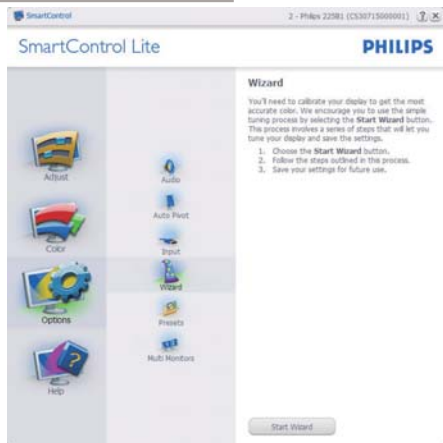 SmartControl
2 - Philips 225B1 (CS30715000001)
SmartControl Lite
PHILIPS
Adjust
Color
Options
Help
Audio
Auto Pivot
Input
Wizard
Presets
Multi Monitors
Wizard
You'll need to calibrate your display to get the most
accurate color. We encourage you to use the simple
tuning process by selecting the Start Wizard button.
This process involves a series of steps that will let you
tune your display and save the settings.
1. Choose the Start Wizard button.
2. Follow the steps outlined in the process.
3. Save your settings for future use.
Start Wizard